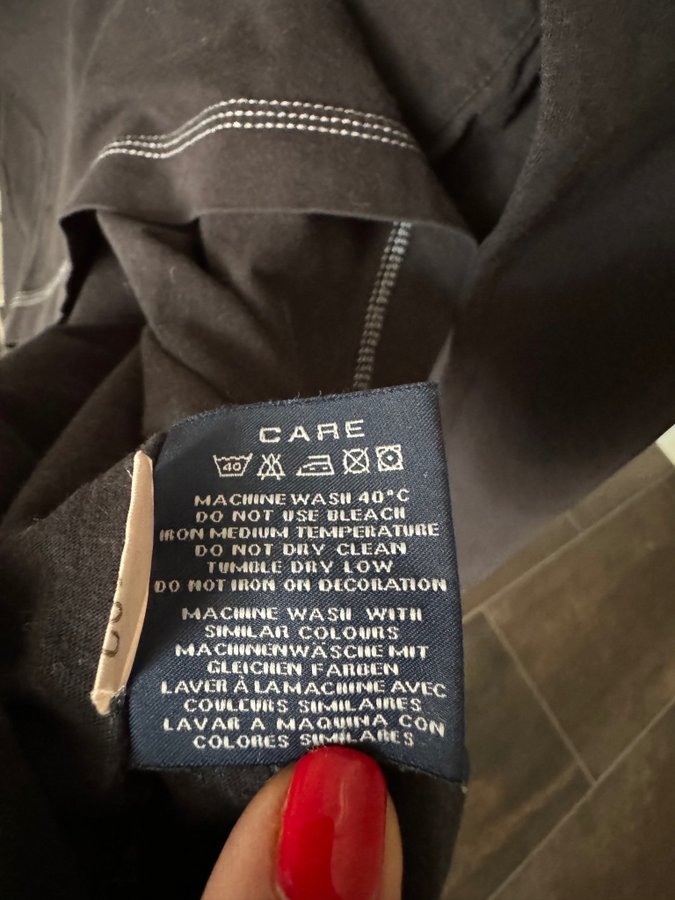 CARE
40
MACHINE WASH 40°C
DO NOT USE BLEACH
IRON MEDIUM TEMPERATURE
DO NOT DRY CLEAN
TUMBLE DRY LOW
DO NOT IRON ON DECORATION
MACHINE WASH WITH
SIMILAR COLOURS
MACHINENWÄSCHE MIT
GLEICHEN FARBEN
LAVER À LA MACHINE AVEC
COULEURS SIMILAIRES
LAVAR A MAQUINA CON
COLORES SIMILARES